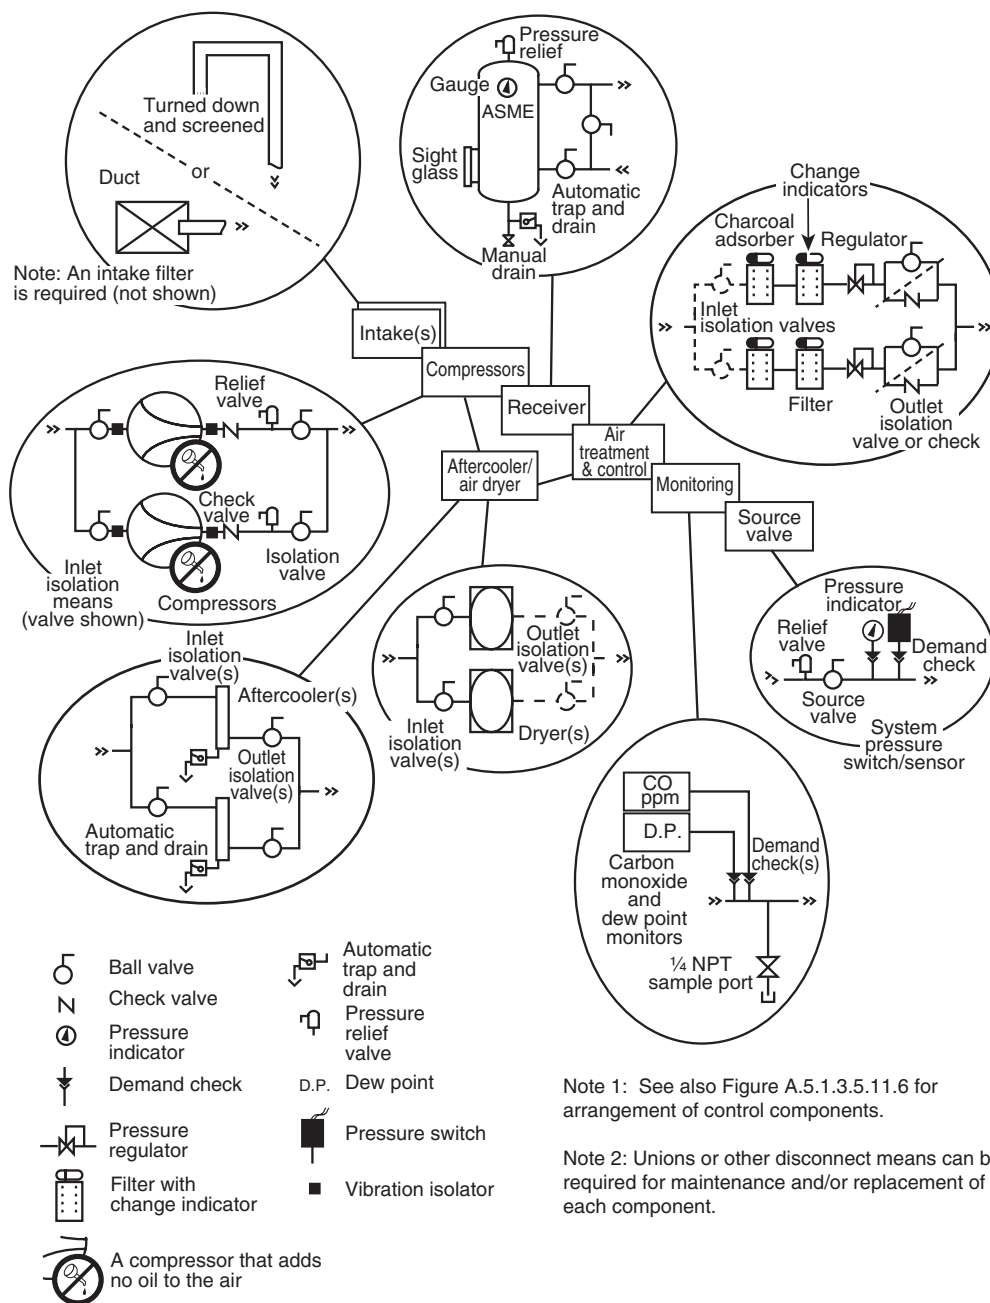 Turned down
and screened
or
Duct
Note: An intake filter
is required (not shown)
Pressure
relief
Gauge
ASME
Sight
glass
Automatic
trap and
drain
Manual
drain
Change
indicators
Charcoal
adsorber
Regulator
Inlet
isolation valves
Filter
Outlet
isolation
valve or check
Intake(s)
Compressors
Receiver
Air
treatment
& control
Aftercooler/
air dryer
Monitoring
Source
valve
Relief
valve
Check
valve
Inlet
isolation
means
(valve shown)
Isolation
valve
Compressors
Inlet
isolation
valve(s)
Aftercooler(s)
Outlet
isolation
valve(s)
Automatic
trap and drain
Outlet
isolation
valve(s)
Inlet
isolation
valve(s)
Dryer(s)
Pressure
indicator
Relief
valve
Demand
check
Source
valve
System
pressure
switch/sensor
CO
ppm
D.P.
Demand
check(s)
Carbon
monoxide
and
dew point
monitors
¼ NPT
sample port
Ball valve
Check valve
Pressure
indicator
Demand check
Pressure
regulator
Filter with
change indicator
A compressor that adds
no oil to the air
Automatic
trap and
drain
Pressure
relief
valve
D.P. Dew point
Pressure switch
Vibration isolator
Note 1: See also Figure A.5.1.3.5.11.6 for
arrangement of control components.
Note 2: Unions or other disconnect means can b
required for maintenance and/or replacement of
each component.